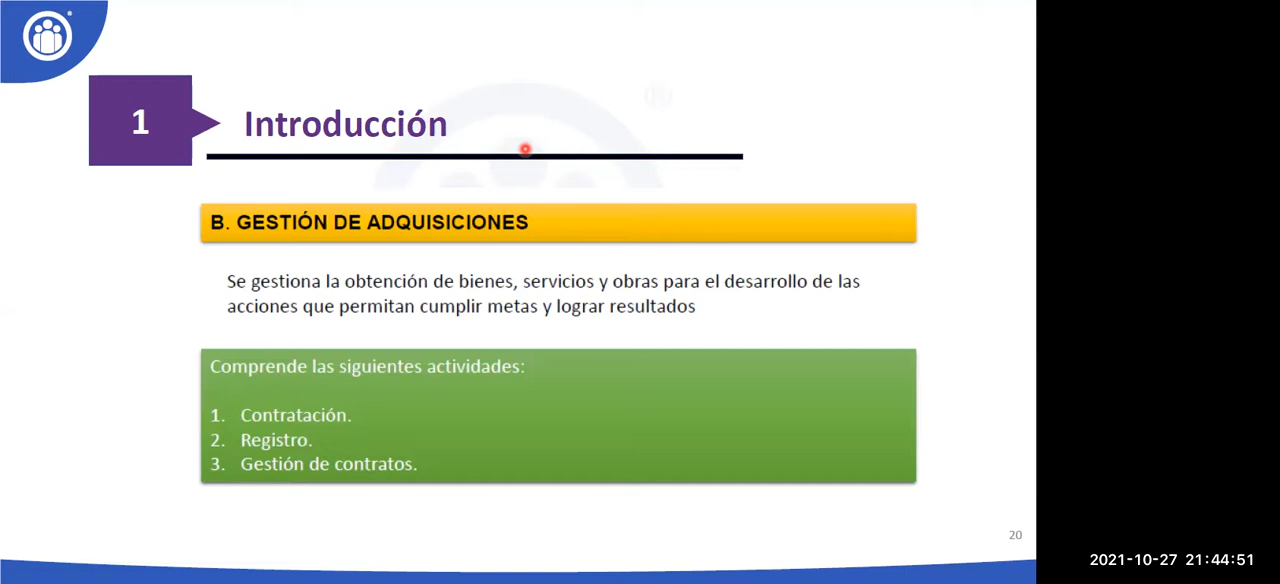 1
Introducción
B. GESTIÓN DE ADQUISICIONES
Se gestiona la obtención de bienes, servicios y obras para el desarrollo de las
acciones que permitan cumplir metas y lograr resultados
Comprende las siguientes actividades:
1. Contratación.
2. Registro.
3. Gestión de contratos.
20
2021-10-27 21:44:51